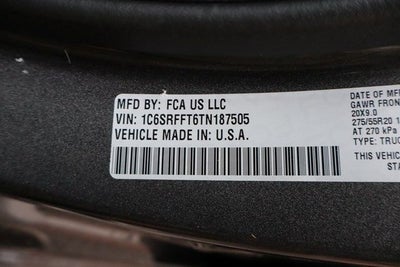 MFD BY: FCA US LLC
VIN: 1C6SRFFT6TN187505
VEHICLE MADE IN: U.S.A.
DATE OF MF
GAWR FRON
20X9.0
275/55R20 1
AT 270 kPa
TYPE: TRUC
THIS VEHIC
STA